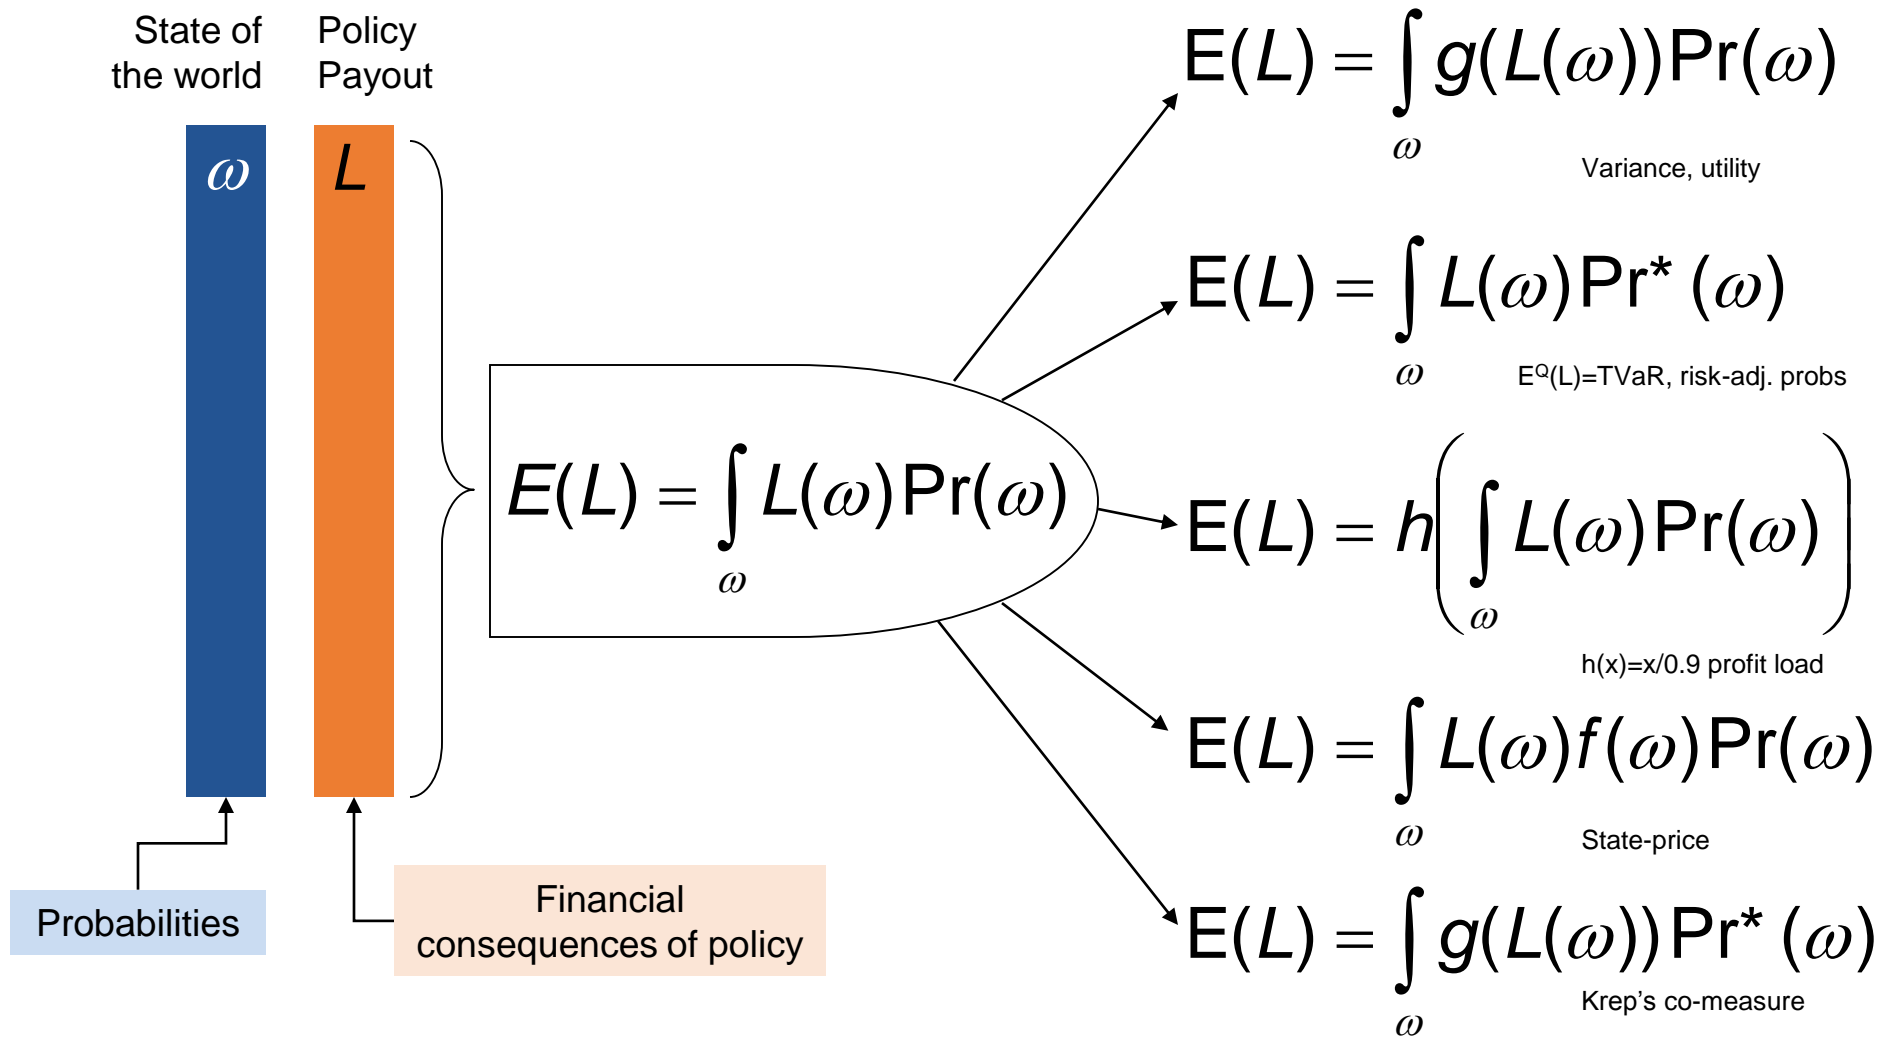 State of
the world
Policy
Payout
ω
L
Probabilities
Financial
consequences of policy
E(L) = ∫ L(ω) Pr(ω)
ω
E(L) = ∫ g(L(ω)) Pr(ω)
ω
Variance, utility
E(L) = ∫ L(ω) Pr* (ω)
ω
E^Q(L)=TVaR, risk-adj. probs
E(L) = h( ∫ L(ω) Pr(ω) )
ω
h(x)=x/0.9 profit load
E(L) = ∫ L(ω) f(ω) Pr(ω)
ω
State-price
E(L) = ∫ g(L(ω)) Pr* (ω)
ω
Krep's co-measure